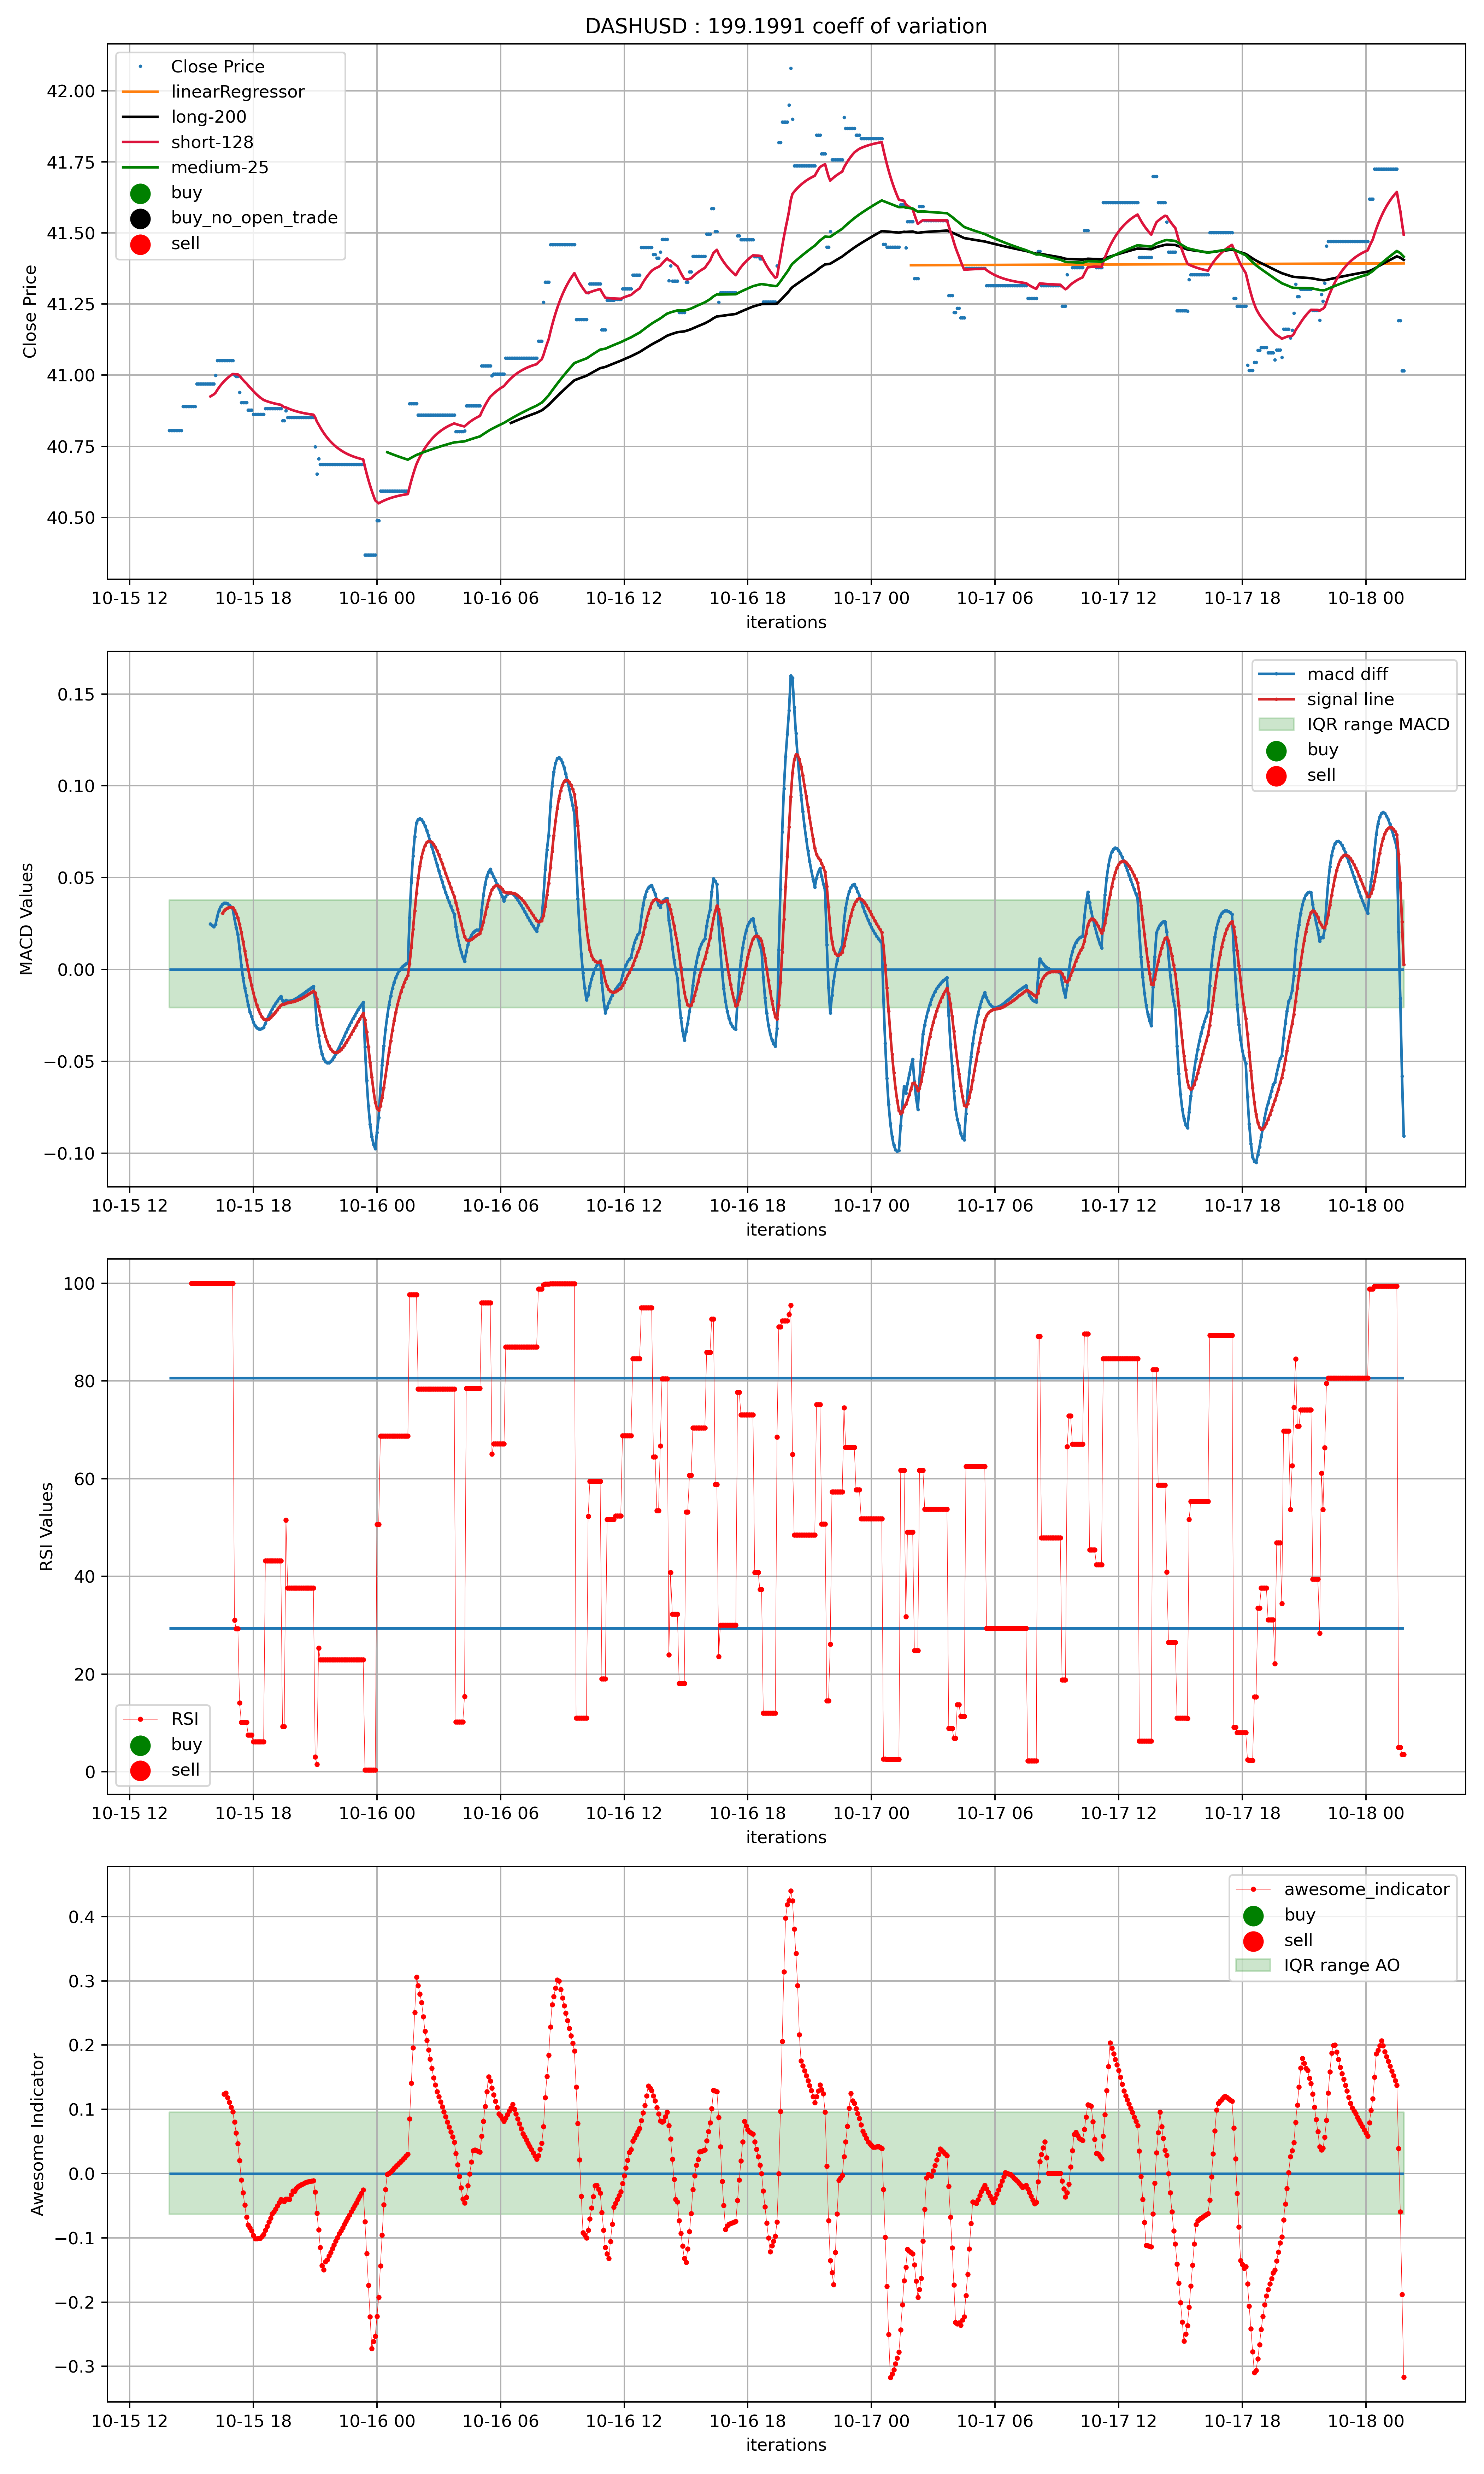 DASHUSD : 199.1991 coeff of variation
Close Price
linearRegressor
long-200
short-128
medium-25
buy
buy_no_open_trade
sell
42.00
41.75
41.50
41.25
41.00
40.75
40.50
Close Price
10-15 12 10-15 18 10-16 00 10-16 06 10-16 12 10-16 18 10-17 00 10-17 06 10-17 12 10-17 18 10-18 00
iterations
macd diff
signal line
IQR range MACD
buy
sell
0.15
0.10
0.05
0.00
−0.05
−0.10
MACD Values
10-15 12 10-15 18 10-16 00 10-16 06 10-16 12 10-16 18 10-17 00 10-17 06 10-17 12 10-17 18 10-18 00
iterations
100
80
60
40
20
0
RSI Values
RSI
buy
sell
10-15 12 10-15 18 10-16 00 10-16 06 10-16 12 10-16 18 10-17 00 10-17 06 10-17 12 10-17 18 10-18 00
iterations
awesome_indicator
buy
sell
IQR range AO
0.4
0.3
0.2
0.1
0.0
−0.1
−0.2
−0.3
Awesome Indicator
10-15 12 10-15 18 10-16 00 10-16 06 10-16 12 10-16 18 10-17 00 10-17 06 10-17 12 10-17 18 10-18 00
iterations